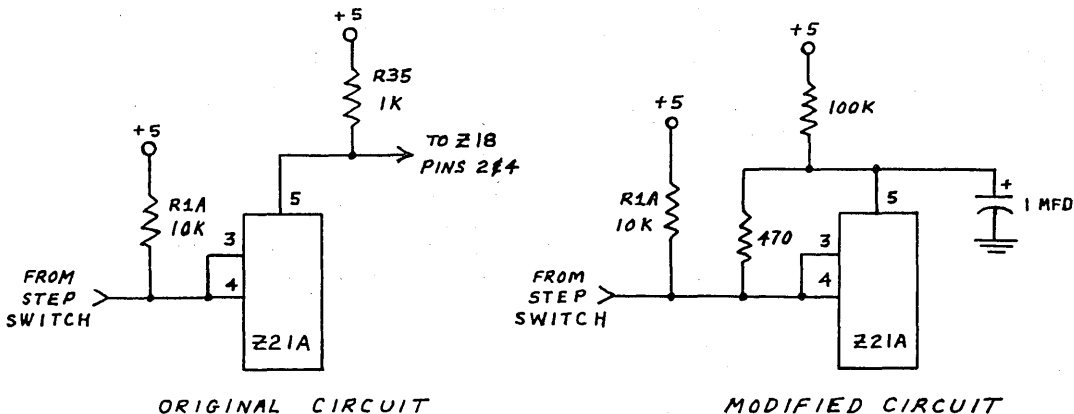 +5
R35
1K
TO Z18
PINS 2&4
+5
R1A
10K
5
3
4
FROM
STEP
SWITCH
Z21A
ORIGINAL CIRCUIT
+5
100K
+5
R1A
10K
470
5
+
1 MFD
3
4
FROM
STEP
SWITCH
Z21A
MODIFIED CIRCUIT